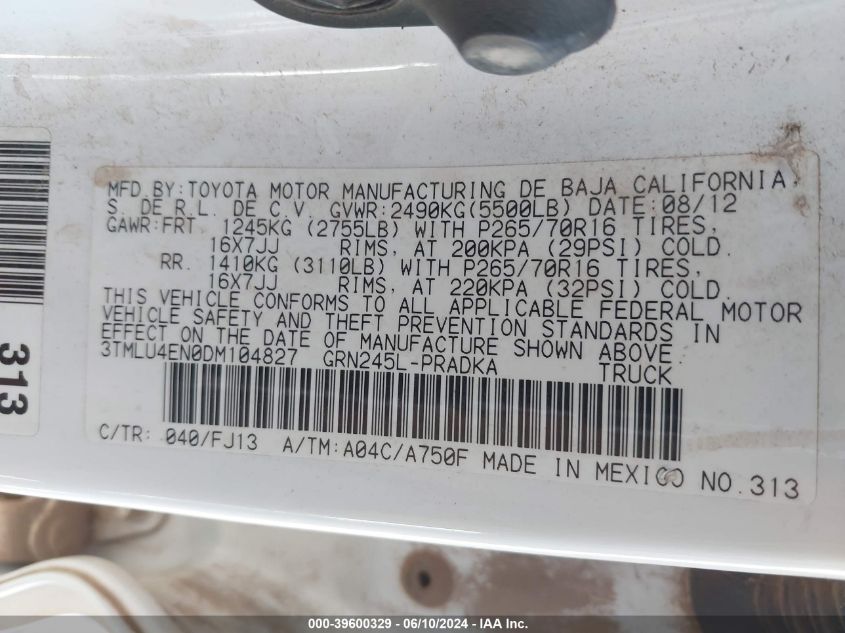 MFD BY:TOYOTA MOTOR MANUFACTURING DE BAJA CALIFORNIA
S. DE R.L. DE C.V. GVWR:2490KG(5500LB) DATE:08/12
GAWR:FRT. 1245KG (2755LB) WITH P265/70R16 TIRES,
16X7JJ RIMS, AT 200KPA (29PSI) COLD.
RR. 1410KG (3110LB) WITH P265/70R16 TIRES,
16X7JJ RIMS, AT 220KPA (32PSI) COLD.
THIS VEHICLE CONFORMS TO ALL APPLICABLE FEDERAL MOTOR
VEHICLE SAFETY AND THEFT PREVENTION STANDARDS IN
EFFECT ON THE DATE OF MANUFACTURE SHOWN ABOVE.
3TMLU4EN0DM104827 GRN245L-PRADKA TRUCK
C/TR: 040/FJ13 A/TM:A04C/A750F MADE IN MEXICO NO.313
313
000-39600329 - 06/10/2024 - IAA, Inc.